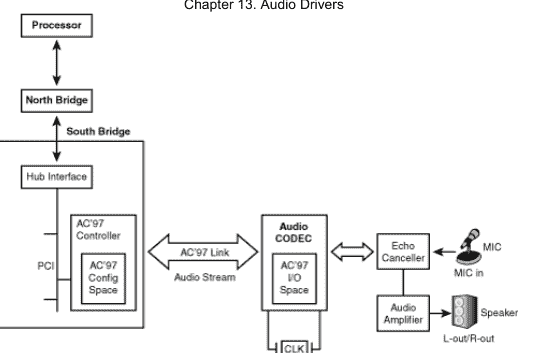 Chapter 13. Audio Drivers
Processor
North Bridge
South Bridge
Hub Interface
AC'97
Controller
PCI
AC'97
Config
Space
AC'97 Link
Audio Stream
Audio
CODEC
AC'97
I/O
Space
CLK
Echo
Canceller
MIC
MIC in
Audio
Amplifier
Speaker
L-out/R-out